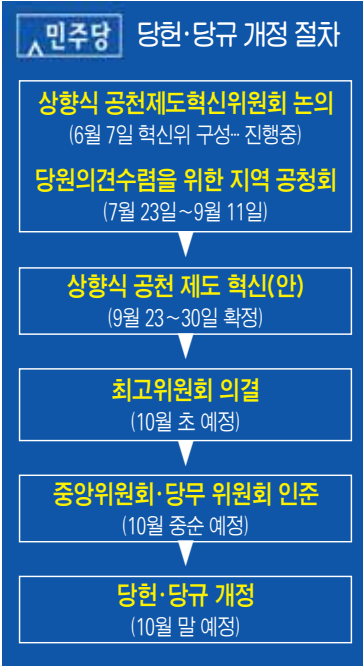 민주당 당헌·당규 개정 절차
상향식 공천제도혁신위원회 논의
(6월 7일 혁신위 구성… 진행중)
당원의견수렴을 위한 지역 공청회
(7월 23일~9월 11일)
상향식 공천 제도 혁신(안)
(9월 23~30일 확정)
최고위원회 의결
(10월 초 예정)
중앙위원회·당무 위원회 인준
(10월 중순 예정)
당헌·당규 개정
(10월 말 예정)